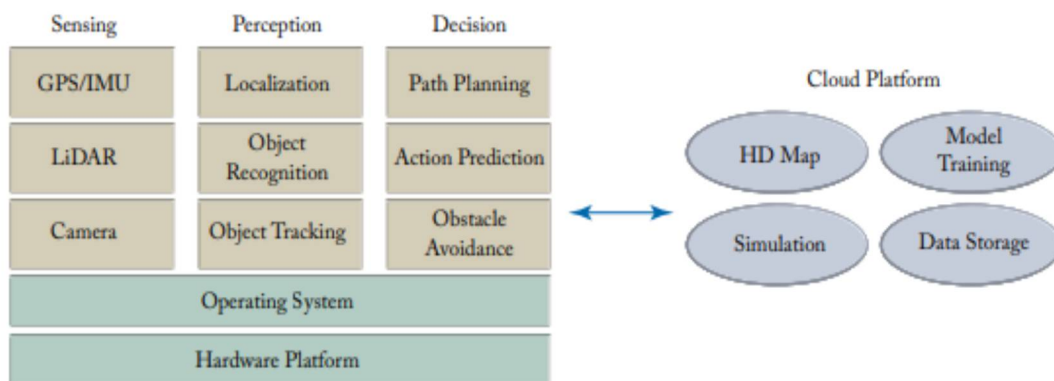 Sensing
Perception
Decision
GPS/IMU
Localization
Path Planning
LiDAR
Object
Recognition
Action Prediction
Camera
Object Tracking
Obstacle
Avoidance
Operating System
Hardware Platform
Cloud Platform
HD Map
Model
Training
Simulation
Data Storage